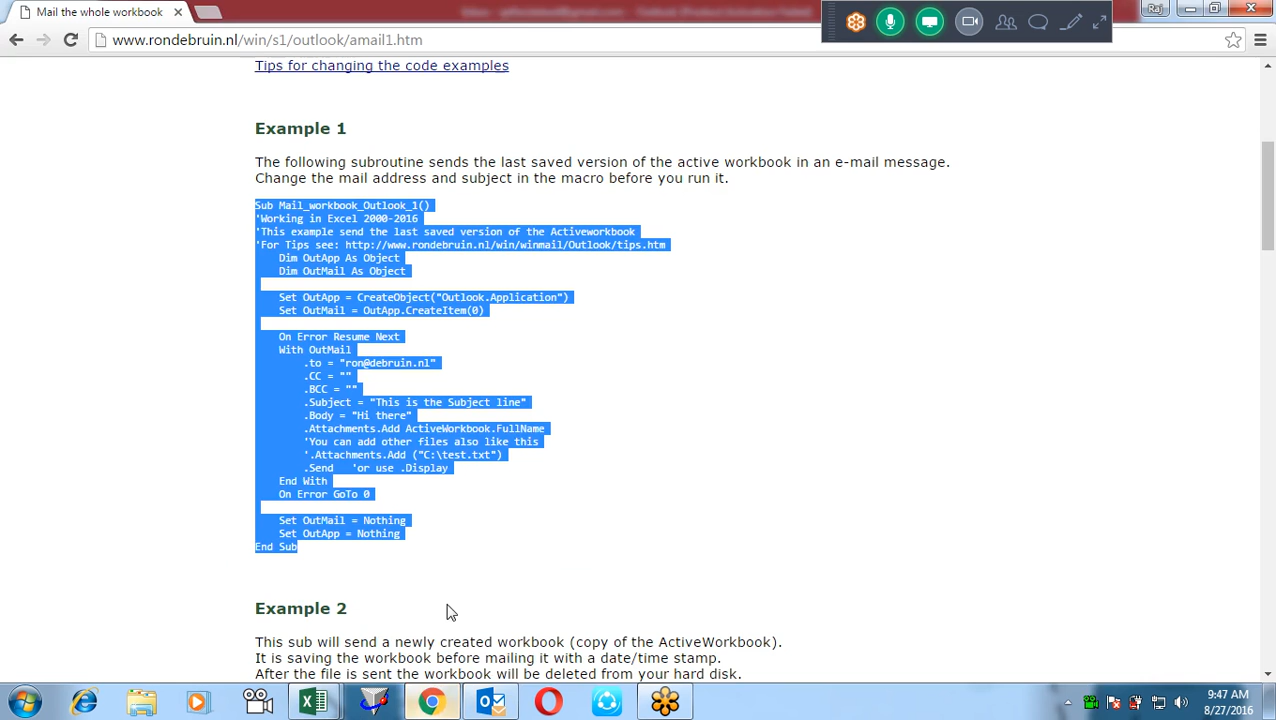 Mail the whole workbook
Raj
www.rondebruin.nl/win/s1/outlook/amail1.htm
Tips for changing the code examples
Example 1
The following subroutine sends the last saved version of the active workbook in an e-mail message.
Change the mail address and subject in the macro before you run it.
Sub Mail_workbook_Outlook_1()
'Working in Excel 2000-2016
'This example send the last saved version of the Activeworkbook
'For Tips see: http://www.rondebruin.nl/win/winmail/Outlook/tips.htm
Dim OutApp As Object
Dim OutMail As Object
Set OutApp = CreateObject("Outlook.Application")
Set OutMail = OutApp.CreateItem(0)
On Error Resume Next
With OutMail
.to = "ron@debruin.nl"
.CC = ""
.BCC = ""
.Subject = "This is the Subject line"
.Body = "Hi there"
.Attachments.Add ActiveWorkbook.FullName
'You can add other files also like this
'.Attachments.Add ("C:\test.txt")
.Send 'or use .Display
End With
On Error GoTo 0
Set OutMail = Nothing
Set OutApp = Nothing
End Sub
Example 2
This sub will send a newly created workbook (copy of the ActiveWorkbook).
It is saving the workbook before mailing it with a date/time stamp.
After the file is sent the workbook will be deleted from your hard disk.
9:47 AM
8/27/2016